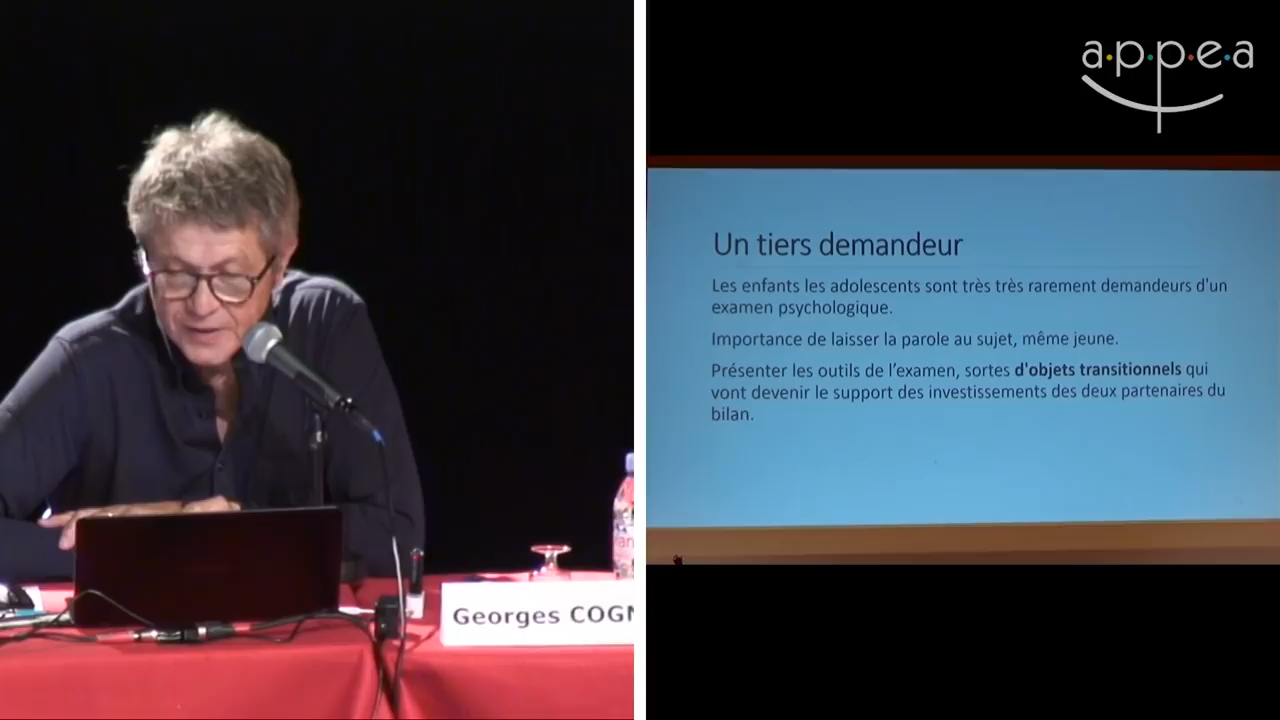 a·p·p·e·a
Un tiers demandeur
Les enfants les adolescents sont très très rarement demandeurs d'un
examen psychologique.
Importance de laisser la parole au sujet, même jeune.
Présenter les outils de l’examen, sortes d'objets transitionnels qui
vont devenir le support des investissements des deux partenaires du
bilan.
Georges COGN